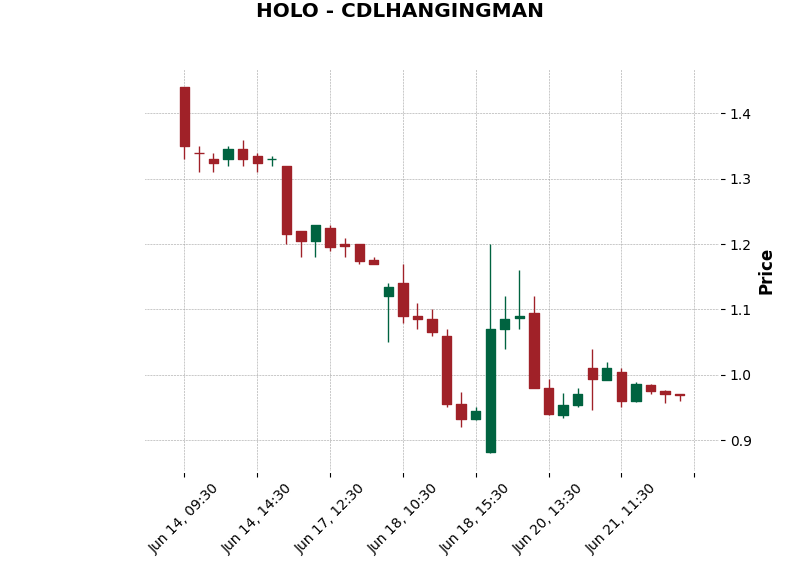 HOLO - CDLHANGINGMAN
1.4
1.3
1.2
1.1
1.0
0.9
Price
Jun 14, 09:30
Jun 14, 14:30
Jun 17, 12:30
Jun 18, 10:30
Jun 18, 15:30
Jun 20, 13:30
Jun 21, 11:30